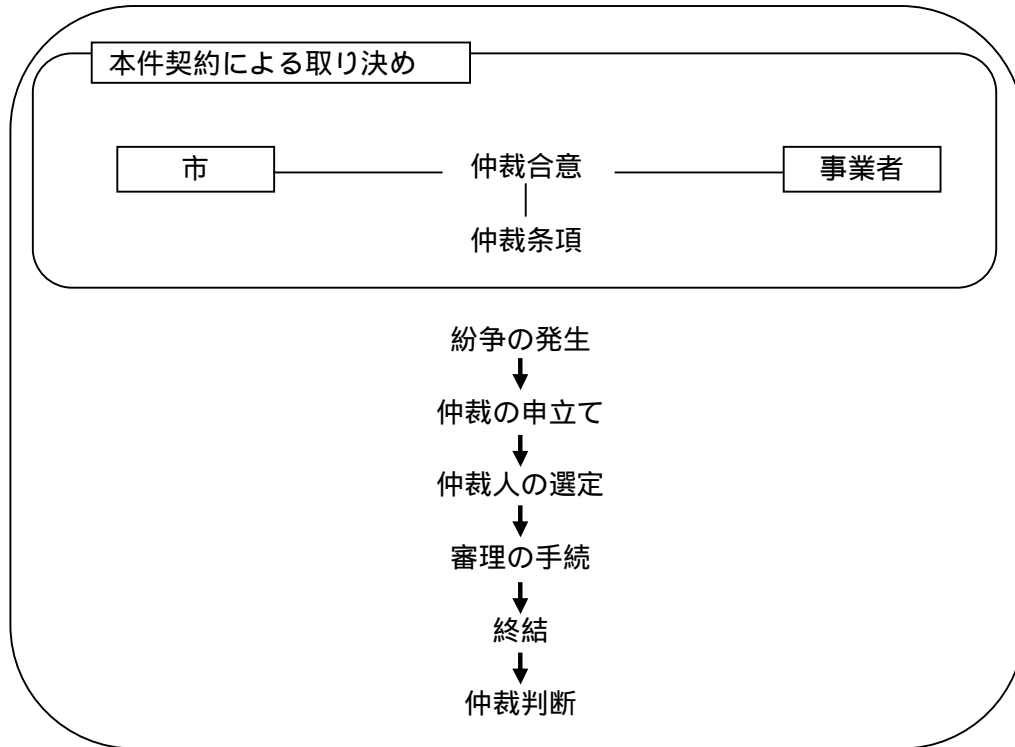 本件契約による取り決め
市 仲裁合意 事業者
仲裁条項
紛争の発生
仲裁の申立て
仲裁人の選定
審理の手続
終結
仲裁判断